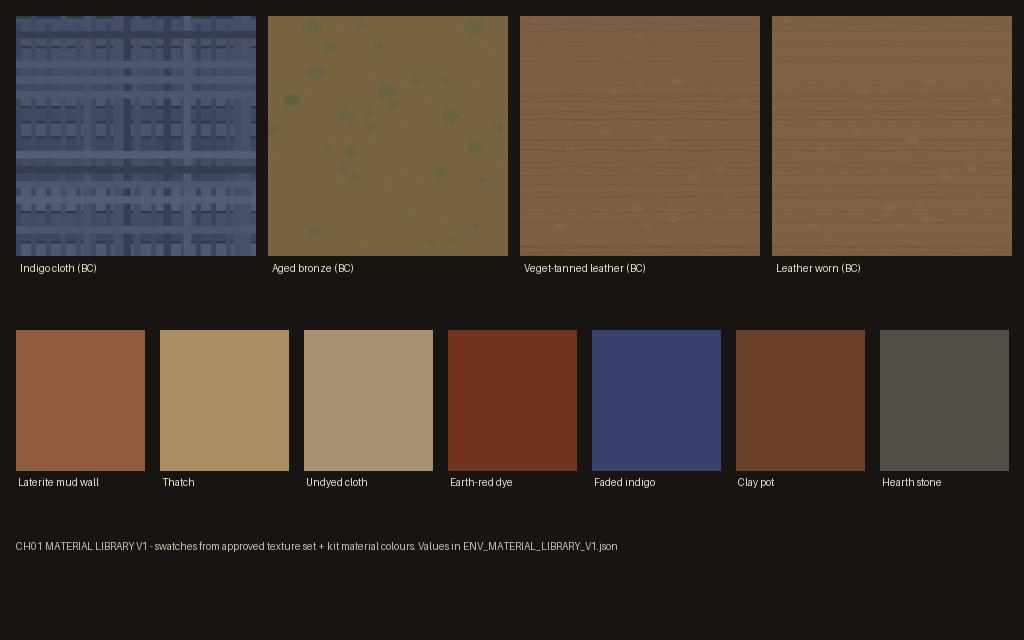 Indigo cloth (BC)
Aged bronze (BC)
Veget-tanned leather (BC)
Leather worn (BC)
Laterite mud wall
Thatch
Undyed cloth
Earth-red dye
Faded indigo
Clay pot
Hearth stone
CH01 MATERIAL LIBRARY V1 - swatches from approved texture set + kit material colours. Values in ENV_MATERIAL_LIBRARY_V1.json